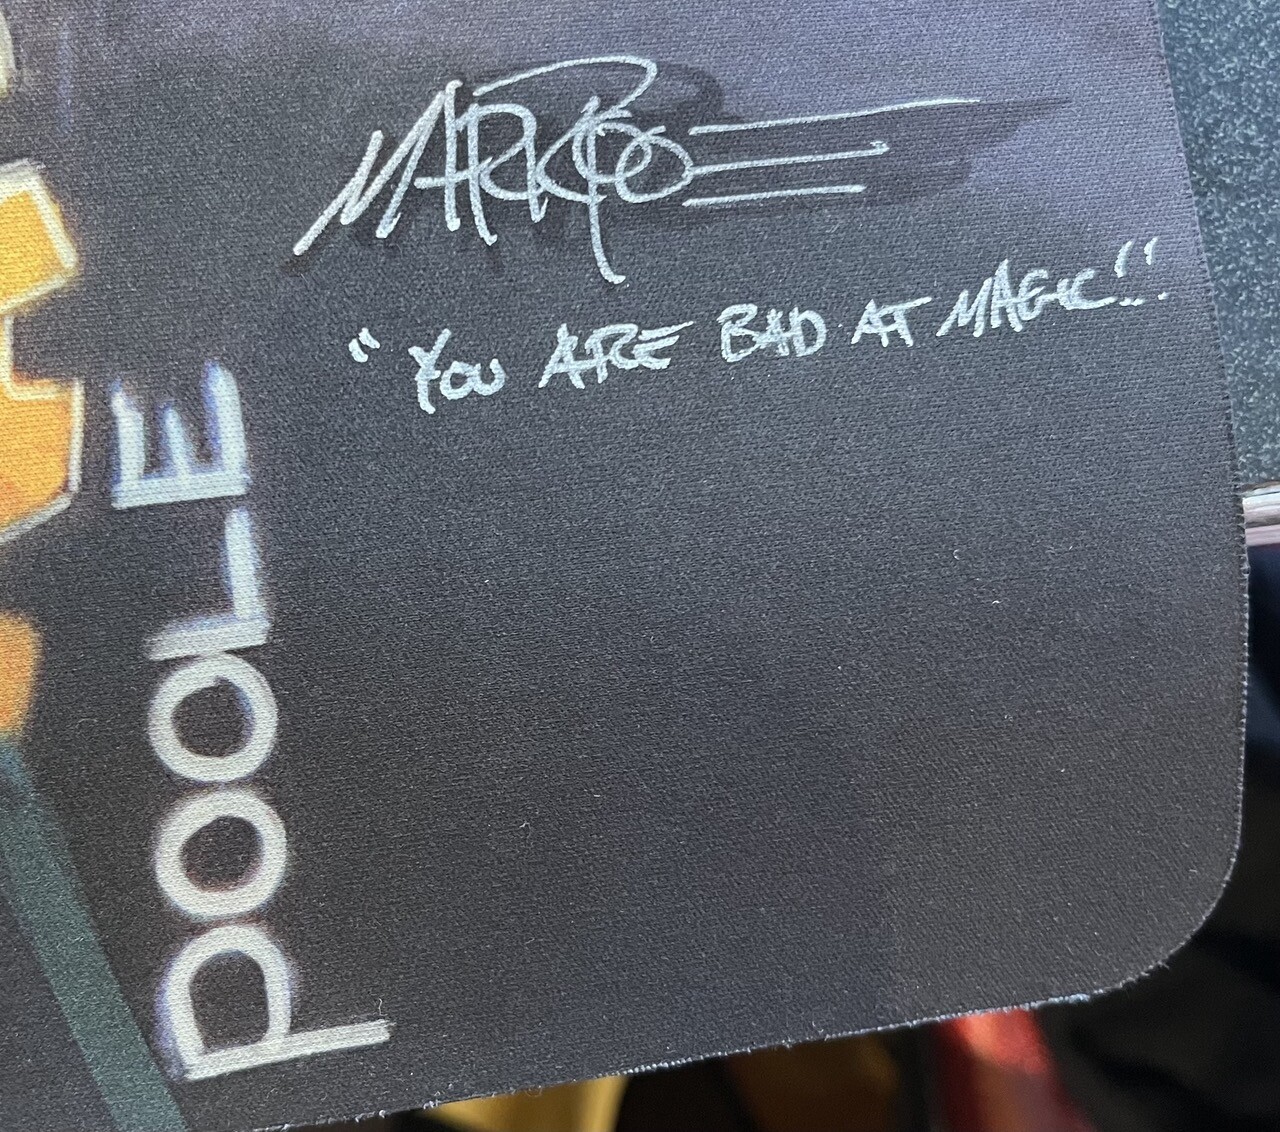 MARK POOLE
"YOU ARE BAD AT MAGIC!!"
POOLE